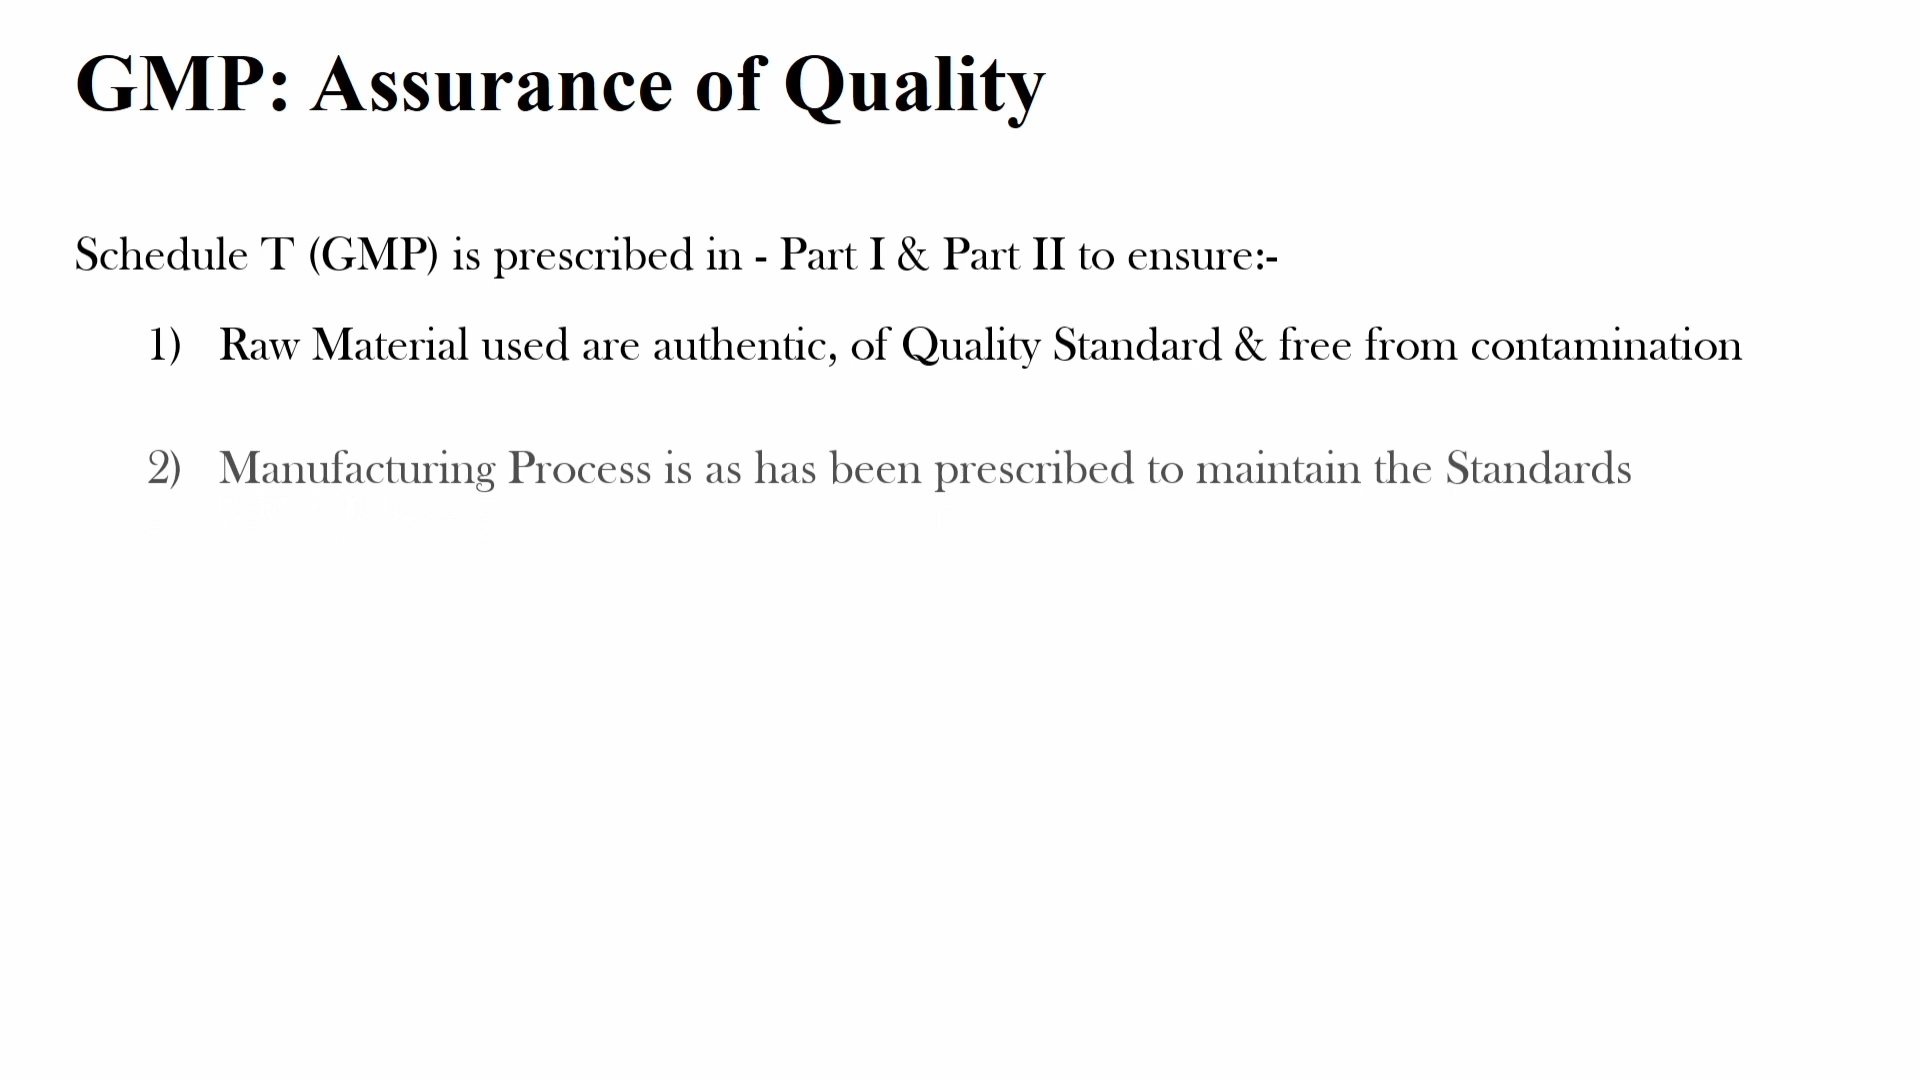 GMP: Assurance of Quality
Schedule T (GMP) is prescribed in - Part I & Part II to ensure:-
1) Raw Material used are authentic, of Quality Standard & free from contamination
2) Manufacturing Process is as has been prescribed to maintain the Standards